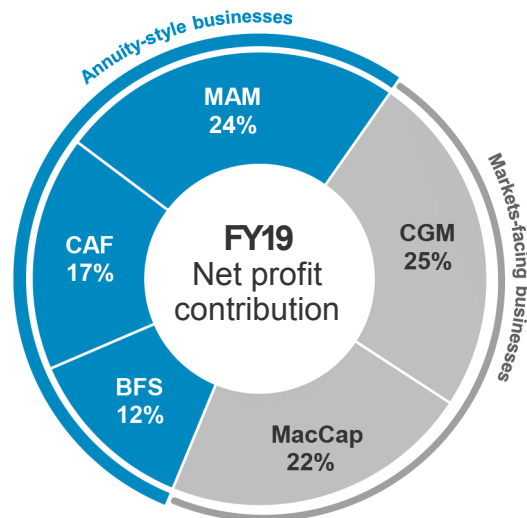 Annuity-style businesses
MAM
24%
CAF
17%
FY19
Net profit
contribution
CGM
25%
Markets-facing businesses
BFS
12%
MacCap
22%